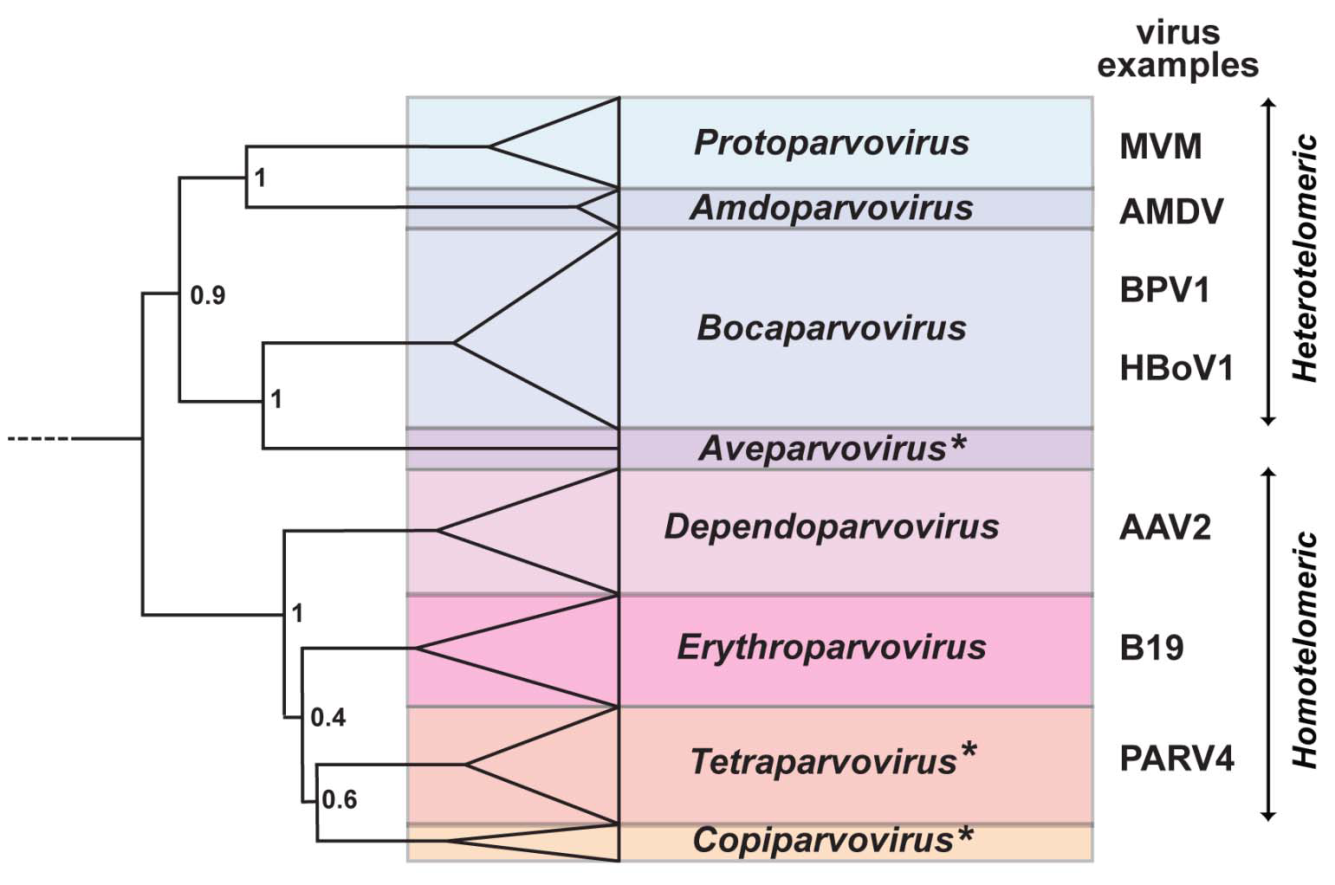 virus
examples
Protoparvovirus
MVM
1
Amdoparvovirus
AMDV
BPV1
0.9
Bocaparvovirus
HBoV1
1
Heterotelomeric
Aveparvovirus*
Dependoparvovirus
AAV2
1
Erythroparvovirus
B19
0.4
Tetraparvovirus*
PARV4
0.6
Homotelomeric
Copiparvovirus*